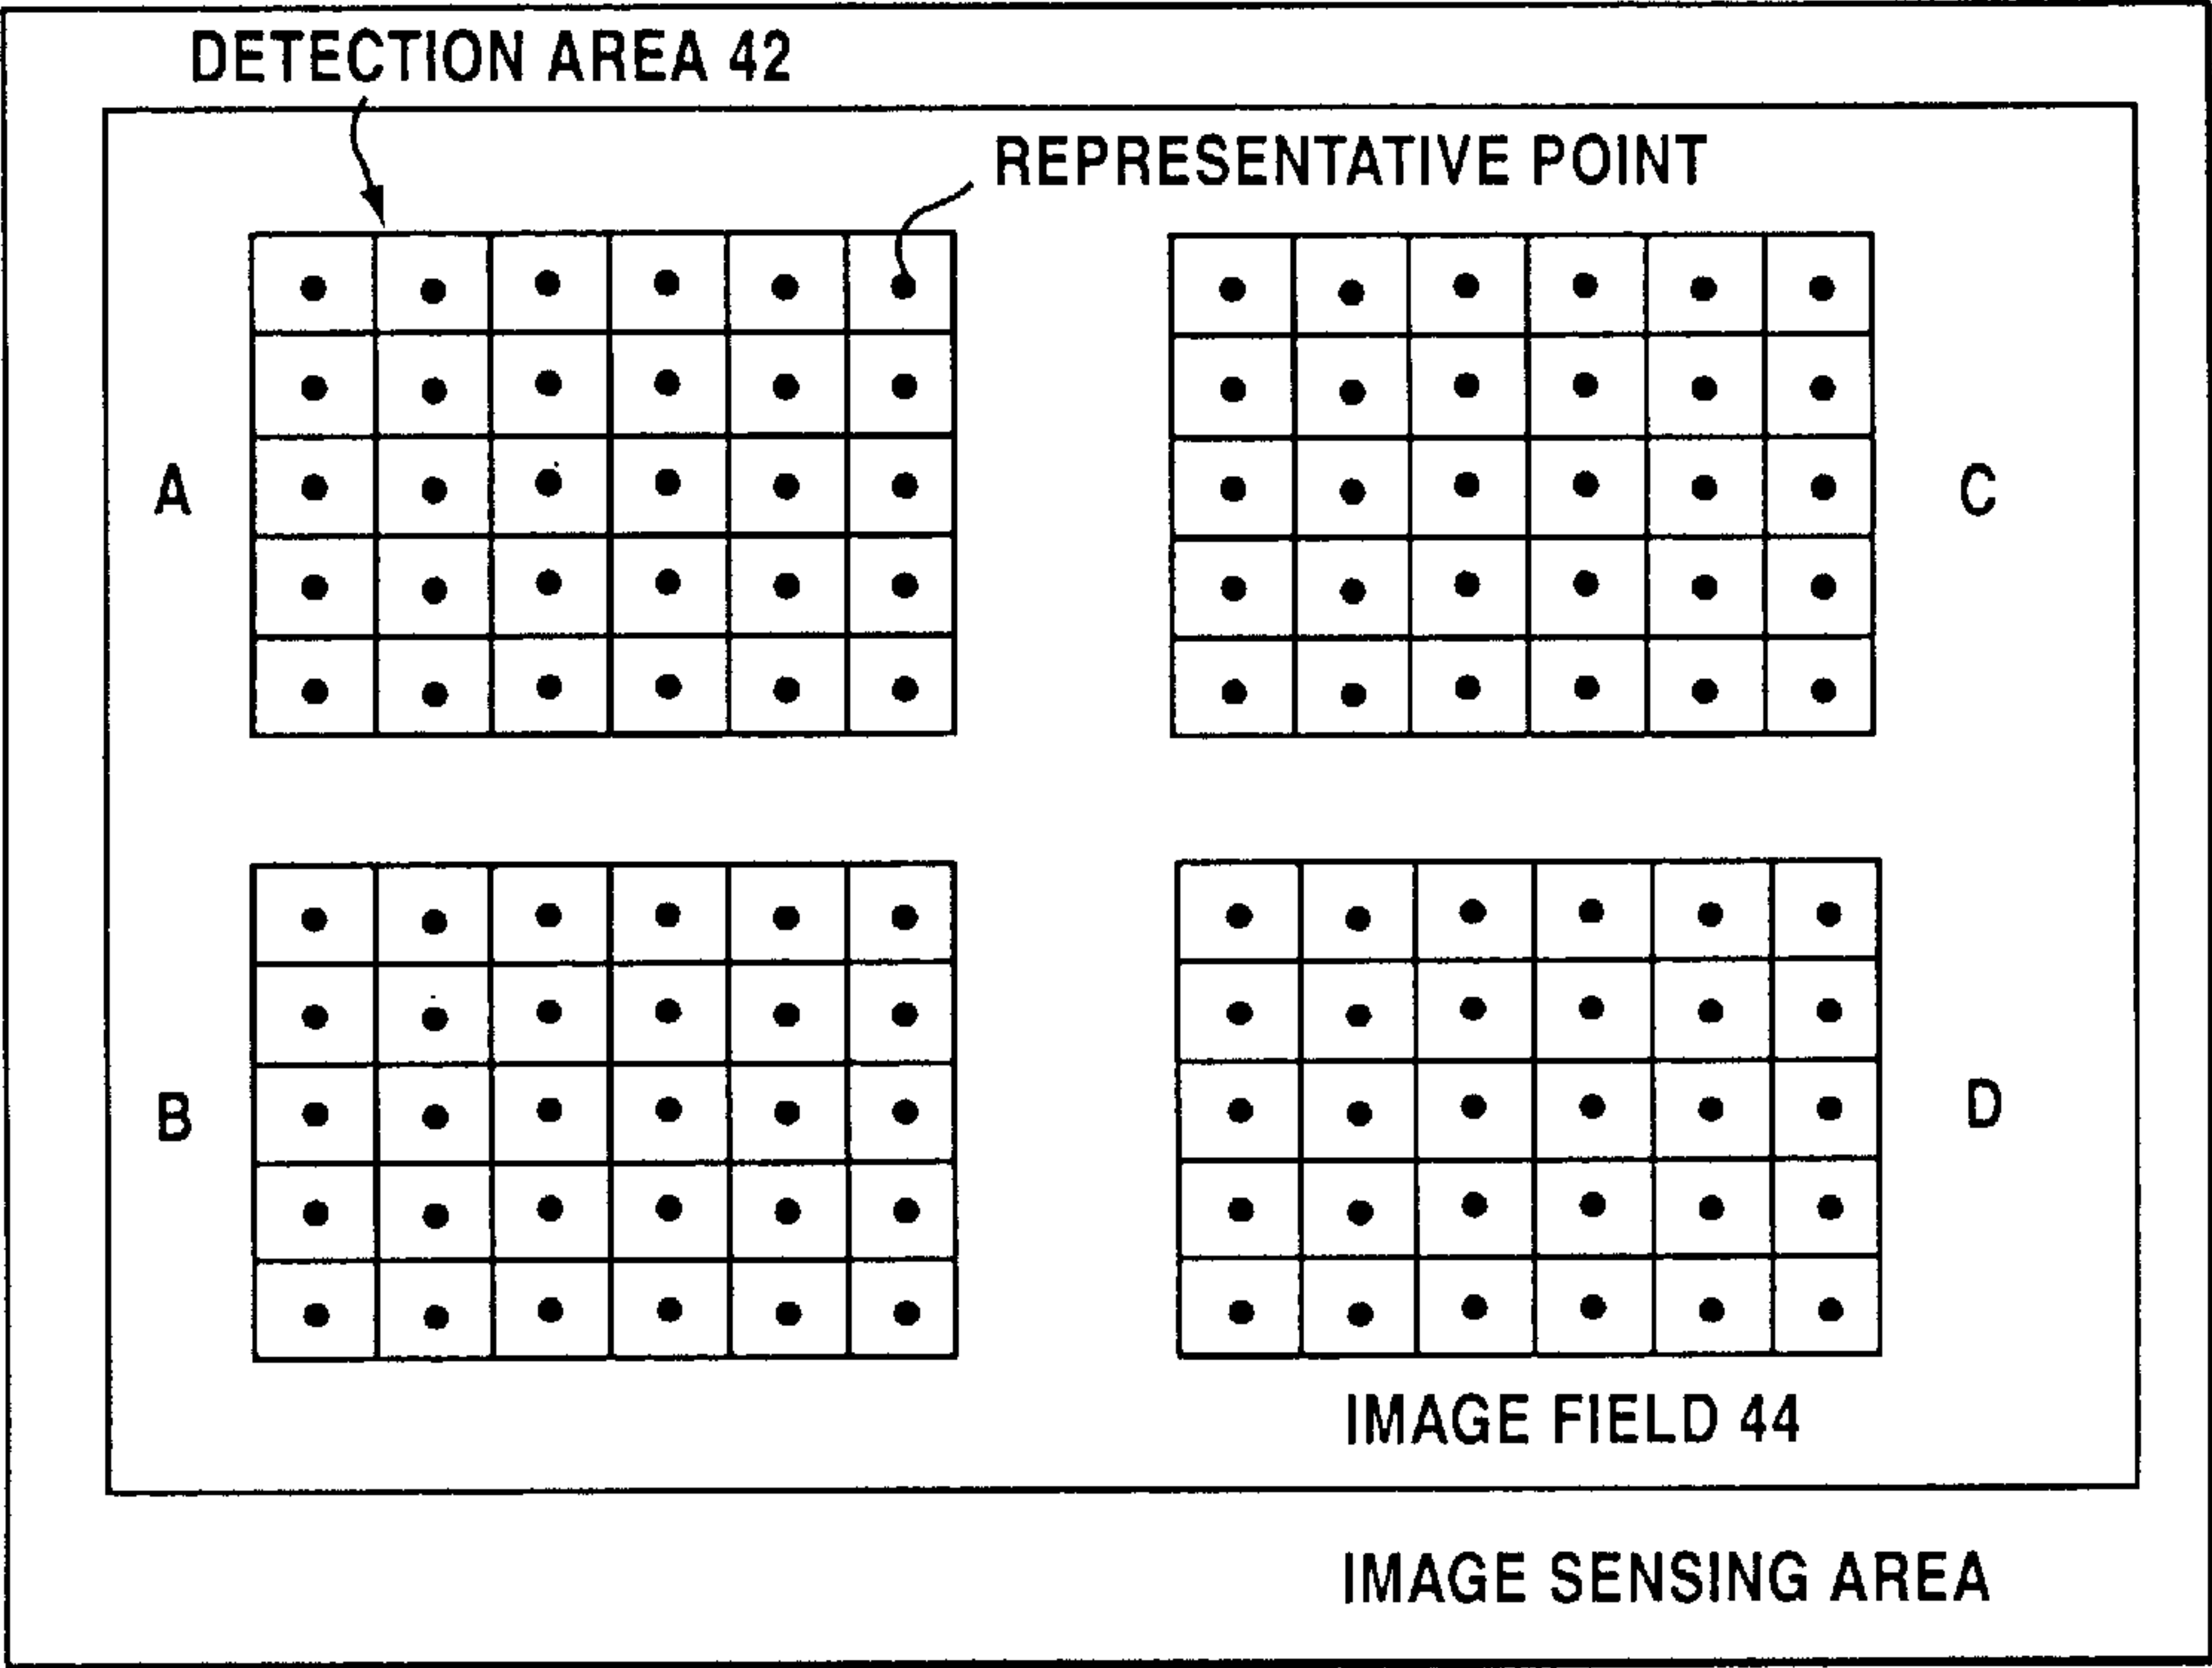 DETECTION AREA 42
REPRESENTATIVE POINT
A
C
B
D
IMAGE FIELD 44
IMAGE SENSING AREA